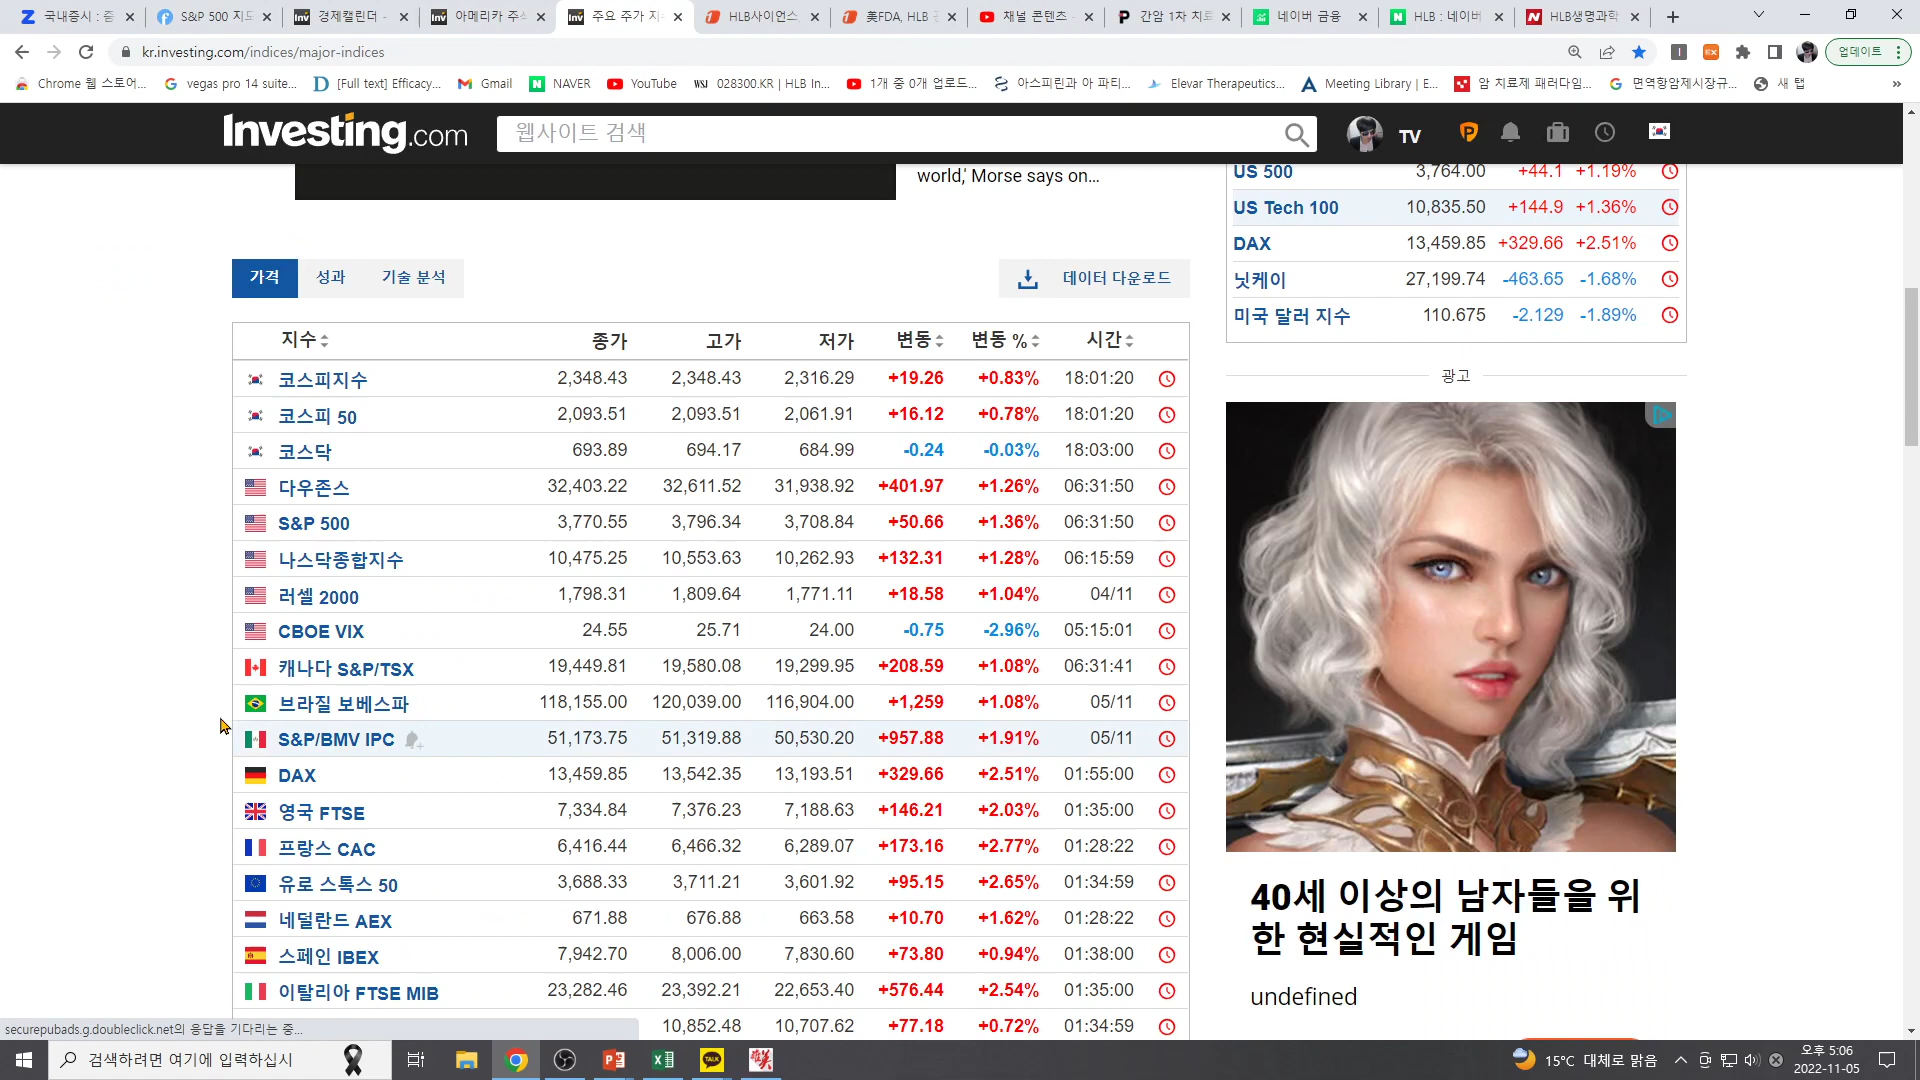 국내증시 : 증
S&P 500 지도
경제캘린더 -
아메리카 주식
주요 주가 지수
HLB사이언스
美FDA, HLB
채널 콘텐츠 -
간암 1차 치료
네이버 금융
HLB : 네이버
HLB생명과학
kr.investing.com/indices/major-indices
업데이트
Chrome 웹 스토어...
vegas pro 14 suite...
[Full text] Efficacy...
Gmail
NAVER
YouTube
WSJ 028300.KR | HLB In...
1개 중 0개 업로드...
아스피린과 아 파티...
Elevar Therapeutics...
Meeting Library | E...
암 치료제 패러다임...
면역항암제시장규...
새 탭
»
Investing.com
웹사이트 검색
TV
world,' Morse says on...
US 500 3,764.00 +44.1 +1.19%
US Tech 100 10,835.50 +144.9 +1.36%
DAX 13,459.85 +329.66 +2.51%
닛케이 27,199.74 -463.65 -1.68%
미국 달러 지수 110.675 -2.129 -1.89%
가격 성과 기술 분석
데이터 다운로드
지수 종가 고가 저가 변동 변동 % 시간
코스피지수 2,348.43 2,348.43 2,316.29 +19.26 +0.83% 18:01:20
코스피 50 2,093.51 2,093.51 2,061.91 +16.12 +0.78% 18:01:20
코스닥 693.89 694.17 684.99 -0.24 -0.03% 18:03:00
다우존스 32,403.22 32,611.52 31,938.92 +401.97 +1.26% 06:31:50
S&P 500 3,770.55 3,796.34 3,708.84 +50.66 +1.36% 06:31:50
나스닥종합지수 10,475.25 10,553.63 10,262.93 +132.31 +1.28% 06:15:59
러셀 2000 1,798.31 1,809.64 1,771.11 +18.58 +1.04% 04/11
CBOE VIX 24.55 25.71 24.00 -0.75 -2.96% 05:15:01
캐나다 S&P/TSX 19,449.81 19,580.08 19,299.95 +208.59 +1.08% 06:31:41
브라질 보베스파 118,155.00 120,039.00 116,904.00 +1,259 +1.08% 05/11
S&P/BMV IPC 51,173.75 51,319.88 50,530.20 +957.88 +1.91% 05/11
DAX 13,459.85 13,542.35 13,193.51 +329.66 +2.51% 01:55:00
영국 FTSE 7,334.84 7,376.23 7,188.63 +146.21 +2.03% 01:35:00
프랑스 CAC 6,416.44 6,466.32 6,289.07 +173.16 +2.77% 01:28:22
유로 스톡스 50 3,688.33 3,711.21 3,601.92 +95.15 +2.65% 01:34:59
네덜란드 AEX 671.88 676.88 663.58 +10.70 +1.62% 01:28:22
스페인 IBEX 7,942.70 8,006.00 7,830.60 +73.80 +0.94% 01:38:00
이탈리아 FTSE MIB 23,282.46 23,392.21 22,653.40 +576.44 +2.54% 01:35:00
10,852.48 10,707.62 +77.18 +0.72% 01:34:59
광고
40세 이상의 남자들을 위
한 현실적인 게임
undefined
securepubads.g.doubleclick.net의 응답을 기다리는 중...
검색하려면 여기에 입력하십시
TALK
15°C 대체로 맑음
오후 5:06
2022-11-05